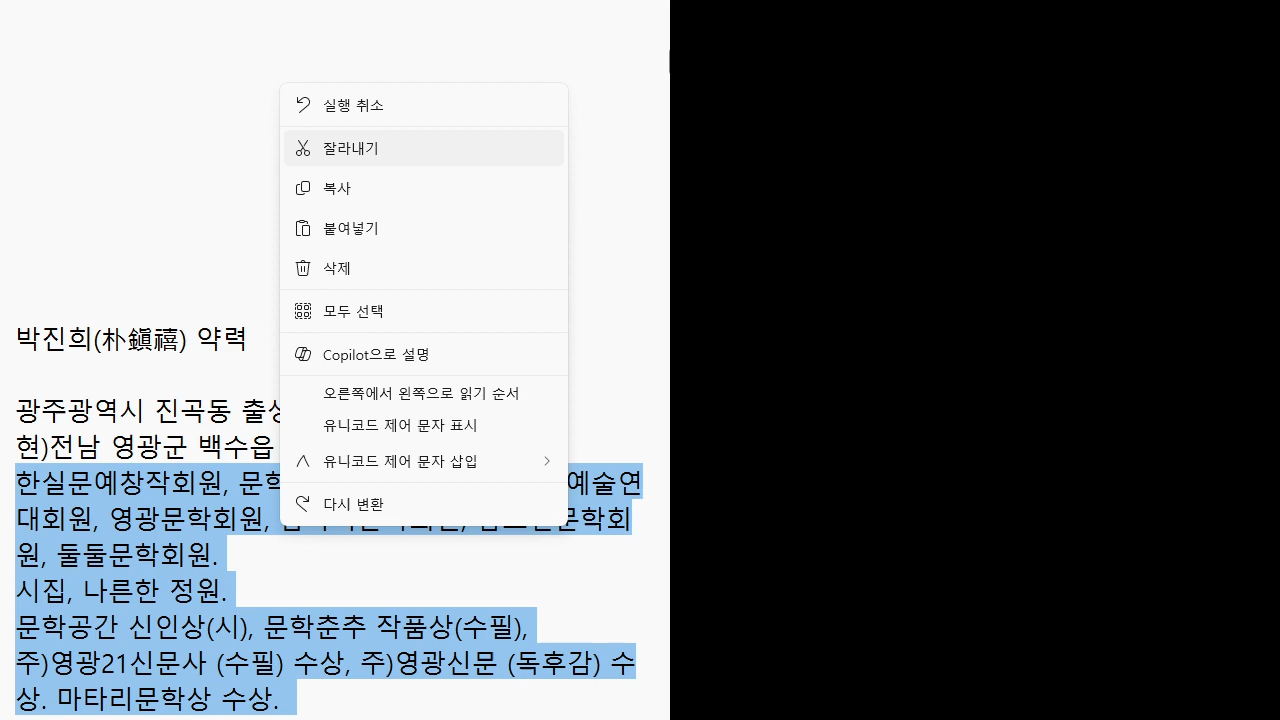 실행 취소
잘라내기
복사
붙여넣기
삭제
모두 선택
Copilot으로 설명
오른쪽에서 왼쪽으로 읽기 순서
유니코드 제어 문자 표시
유니코드 제어 문자 삽입
다시 변환
박진희(朴鎭禧) 약력
광주광역시 진곡동
현)전남 영광군 백수읍
한실문예창작회원, 예술연
대회원, 영광문학회원,
원, 둘둘문학회원.
시집, 나른한 정원.
문학공간 신인상(시), 문학춘추 작품상(수필),
주)영광21신문사 (수필) 수상, 주)영광신문 (독후감) 수
상. 마타리문학상 수상.